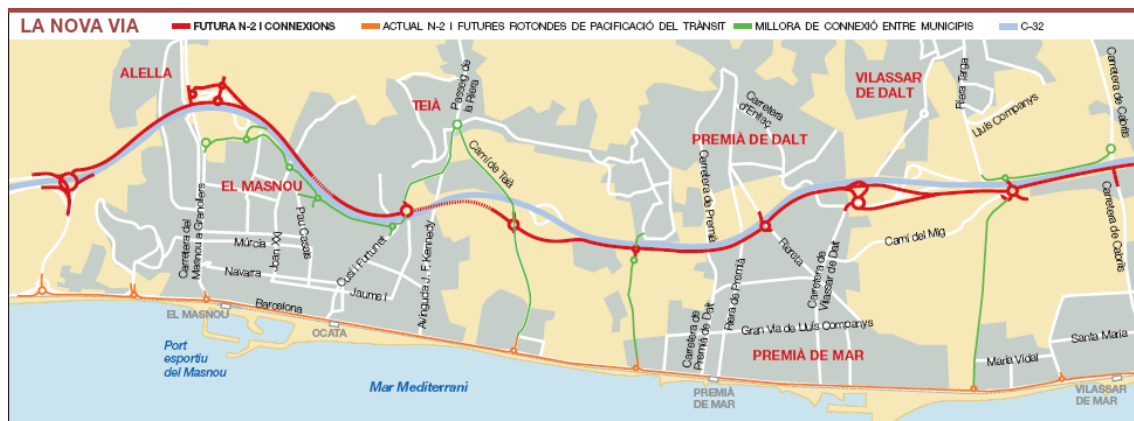 LA NOVA VIA
FUTURA N-2 I CONNEXIONS
ACTUAL N-2 I FUTURES ROTONDES DE PACIFICACIÓ DEL TRÀNSIT
MILLORA DE CONNEXIÓ ENTRE MUNICIPIS
C-32
ALELLA
TEIÀ
Passeig de
la Riera
Carretera
d'Enllaç
VILASSAR
DE DALT
Riera Targa
Lluís Companys
Carretera de Cabrils
PREMIÀ DE DALT
Carretera de Premià
Camí de Teià
EL MASNOU
Carretera del
Masnou a Granollers
Múrcia
Joan XXI
Pau Casals
Navarra
Cusí i Furtunet
Jaume I
Avinguda J. F. Kennedy
Barcelona
Riereta
Carretera de
Vilassar de Dalt
Camí del Mig
Carretera de Cabrils
Riera de Premià
Carretera de
Premià de Dalt
Gran Via de Lluís Companys
PREMIÀ DE MAR
Santa Maria
Maria Vidal
EL MASNOU
OCATA
Port
esportiu
del Masnou
Mar Mediterrani
PREMIÀ
DE MAR
VILASSAR
DE MAR